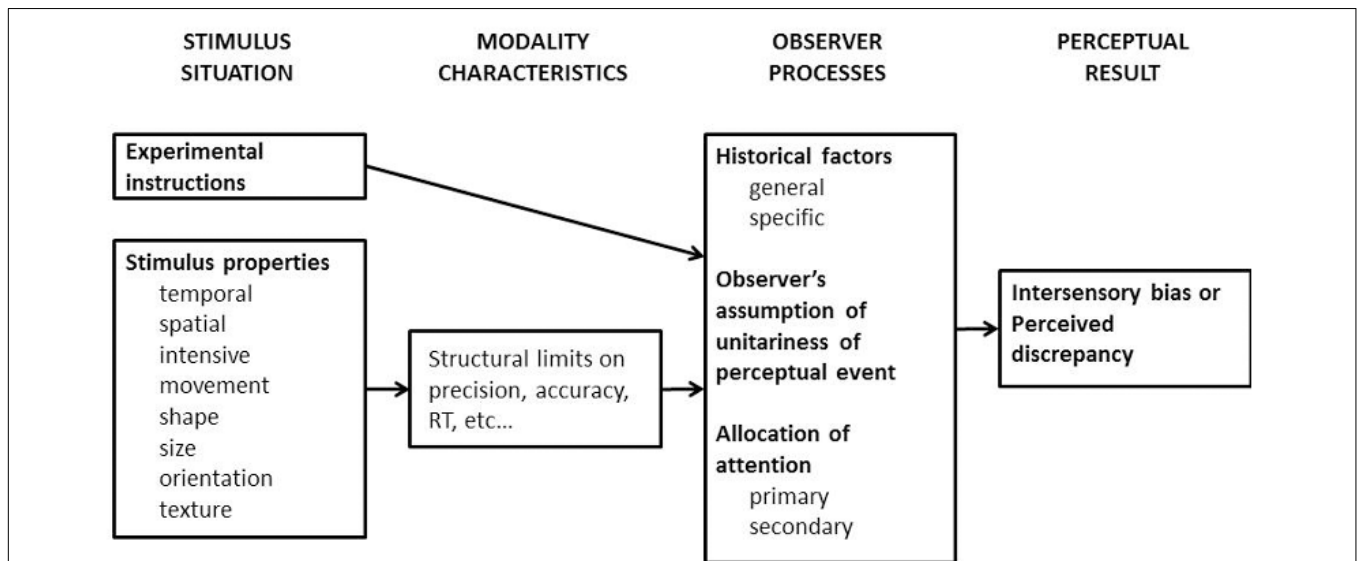 STIMULUS
SITUATION
MODALITY
CHARACTERISTICS
OBSERVER
PROCESSES
PERCEPTUAL
RESULT
Experimental
instructions
Stimulus properties
temporal
spatial
intensive
movement
shape
size
orientation
texture
Structural limits on
precision, accuracy,
RT, etc...
Historical factors
general
specific
Observer's
assumption of
unitariness of
perceptual event
Allocation of
attention
primary
secondary
Intersensory bias or
Perceived
discrepancy